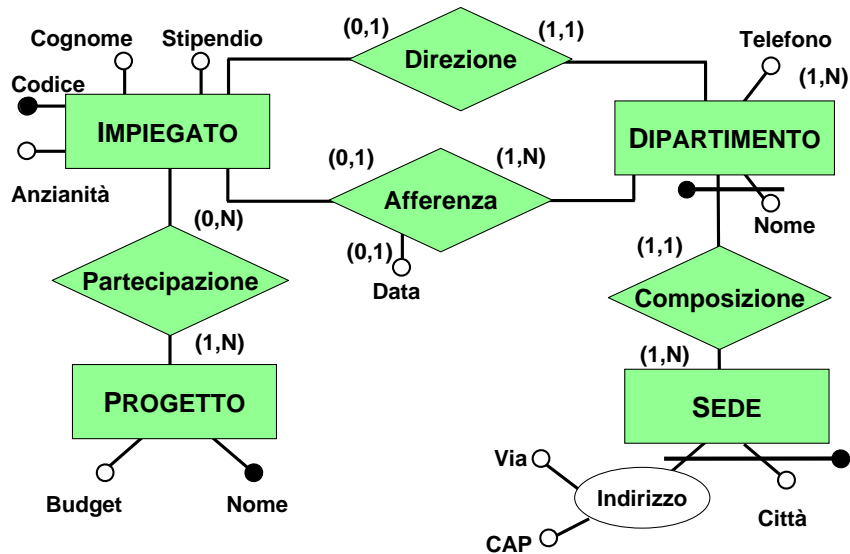 (0,1)
(1,1)
Cognome
Stipendio
Direzione
Telefono
(1,N)
Codice
IMPIEGATO
DIPARTIMENTO
(0,1)
(1,N)
Anzianità
Afferenza
(0,N)
Nome
(0,1)
(1,1)
Partecipazione
Data
Composizione
(1,N)
(1,N)
PROGETTO
SEDE
Via
Budget
Nome
Indirizzo
Città
CAP